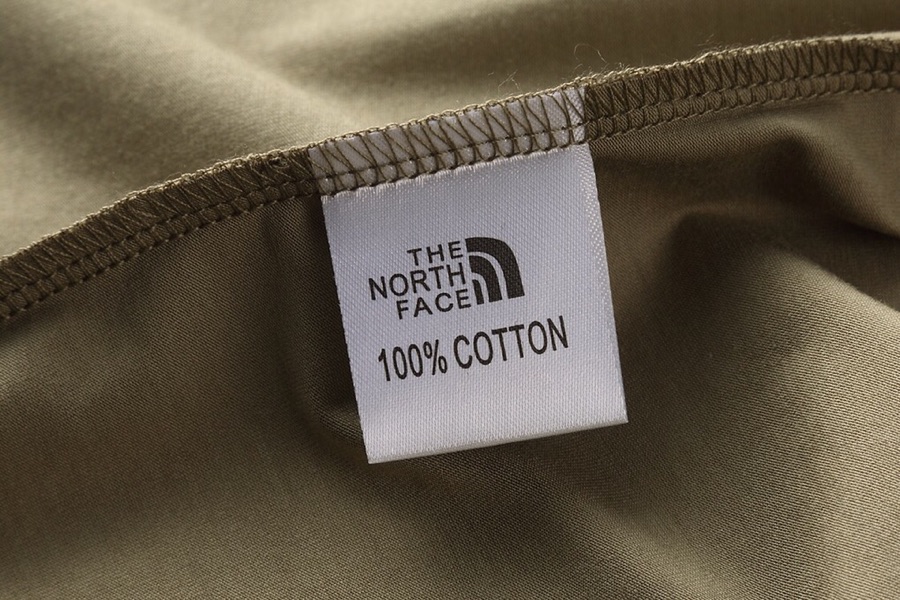 THE
NORTH
FACE
100% COTTON